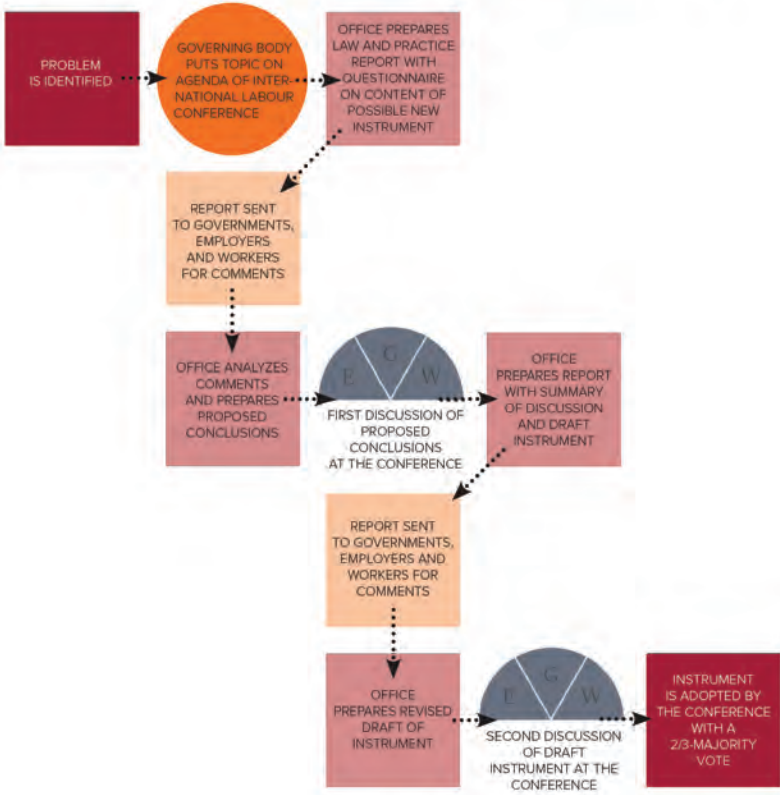 PROBLEM
IS IDENTIFIED
GOVERNING BODY
PUTS TOPIC ON
AGENDA OF INTER-
NATIONAL LABOUR
CONFERENCE
OFFICE PREPARES
LAW AND PRACTICE
REPORT WITH
QUESTIONNAIRE
ON CONTENT OF
POSSIBLE NEW
INSTRUMENT
REPORT SENT
TO GOVERNMENTS,
EMPLOYERS
AND WORKERS
FOR COMMENTS
OFFICE ANALYZES
COMMENTS
AND PREPARES
PROPOSED
CONCLUSIONS
E G W
FIRST DISCUSSION OF
PROPOSED
CONCLUSIONS
AT THE CONFERENCE
OFFICE
PREPARES REPORT
WITH SUMMARY
OF DISCUSSION
AND DRAFT
INSTRUMENT
REPORT SENT
TO GOVERNMENTS,
EMPLOYERS AND
WORKERS FOR
COMMENTS
OFFICE
PREPARES REVISED
DRAFT OF
INSTRUMENT
E G W
SECOND DISCUSSION
OF DRAFT
INSTRUMENT AT THE
CONFERENCE
INSTRUMENT
IS ADOPTED BY
THE CONFERENCE
WITH A
2/3-MAJORITY
VOTE